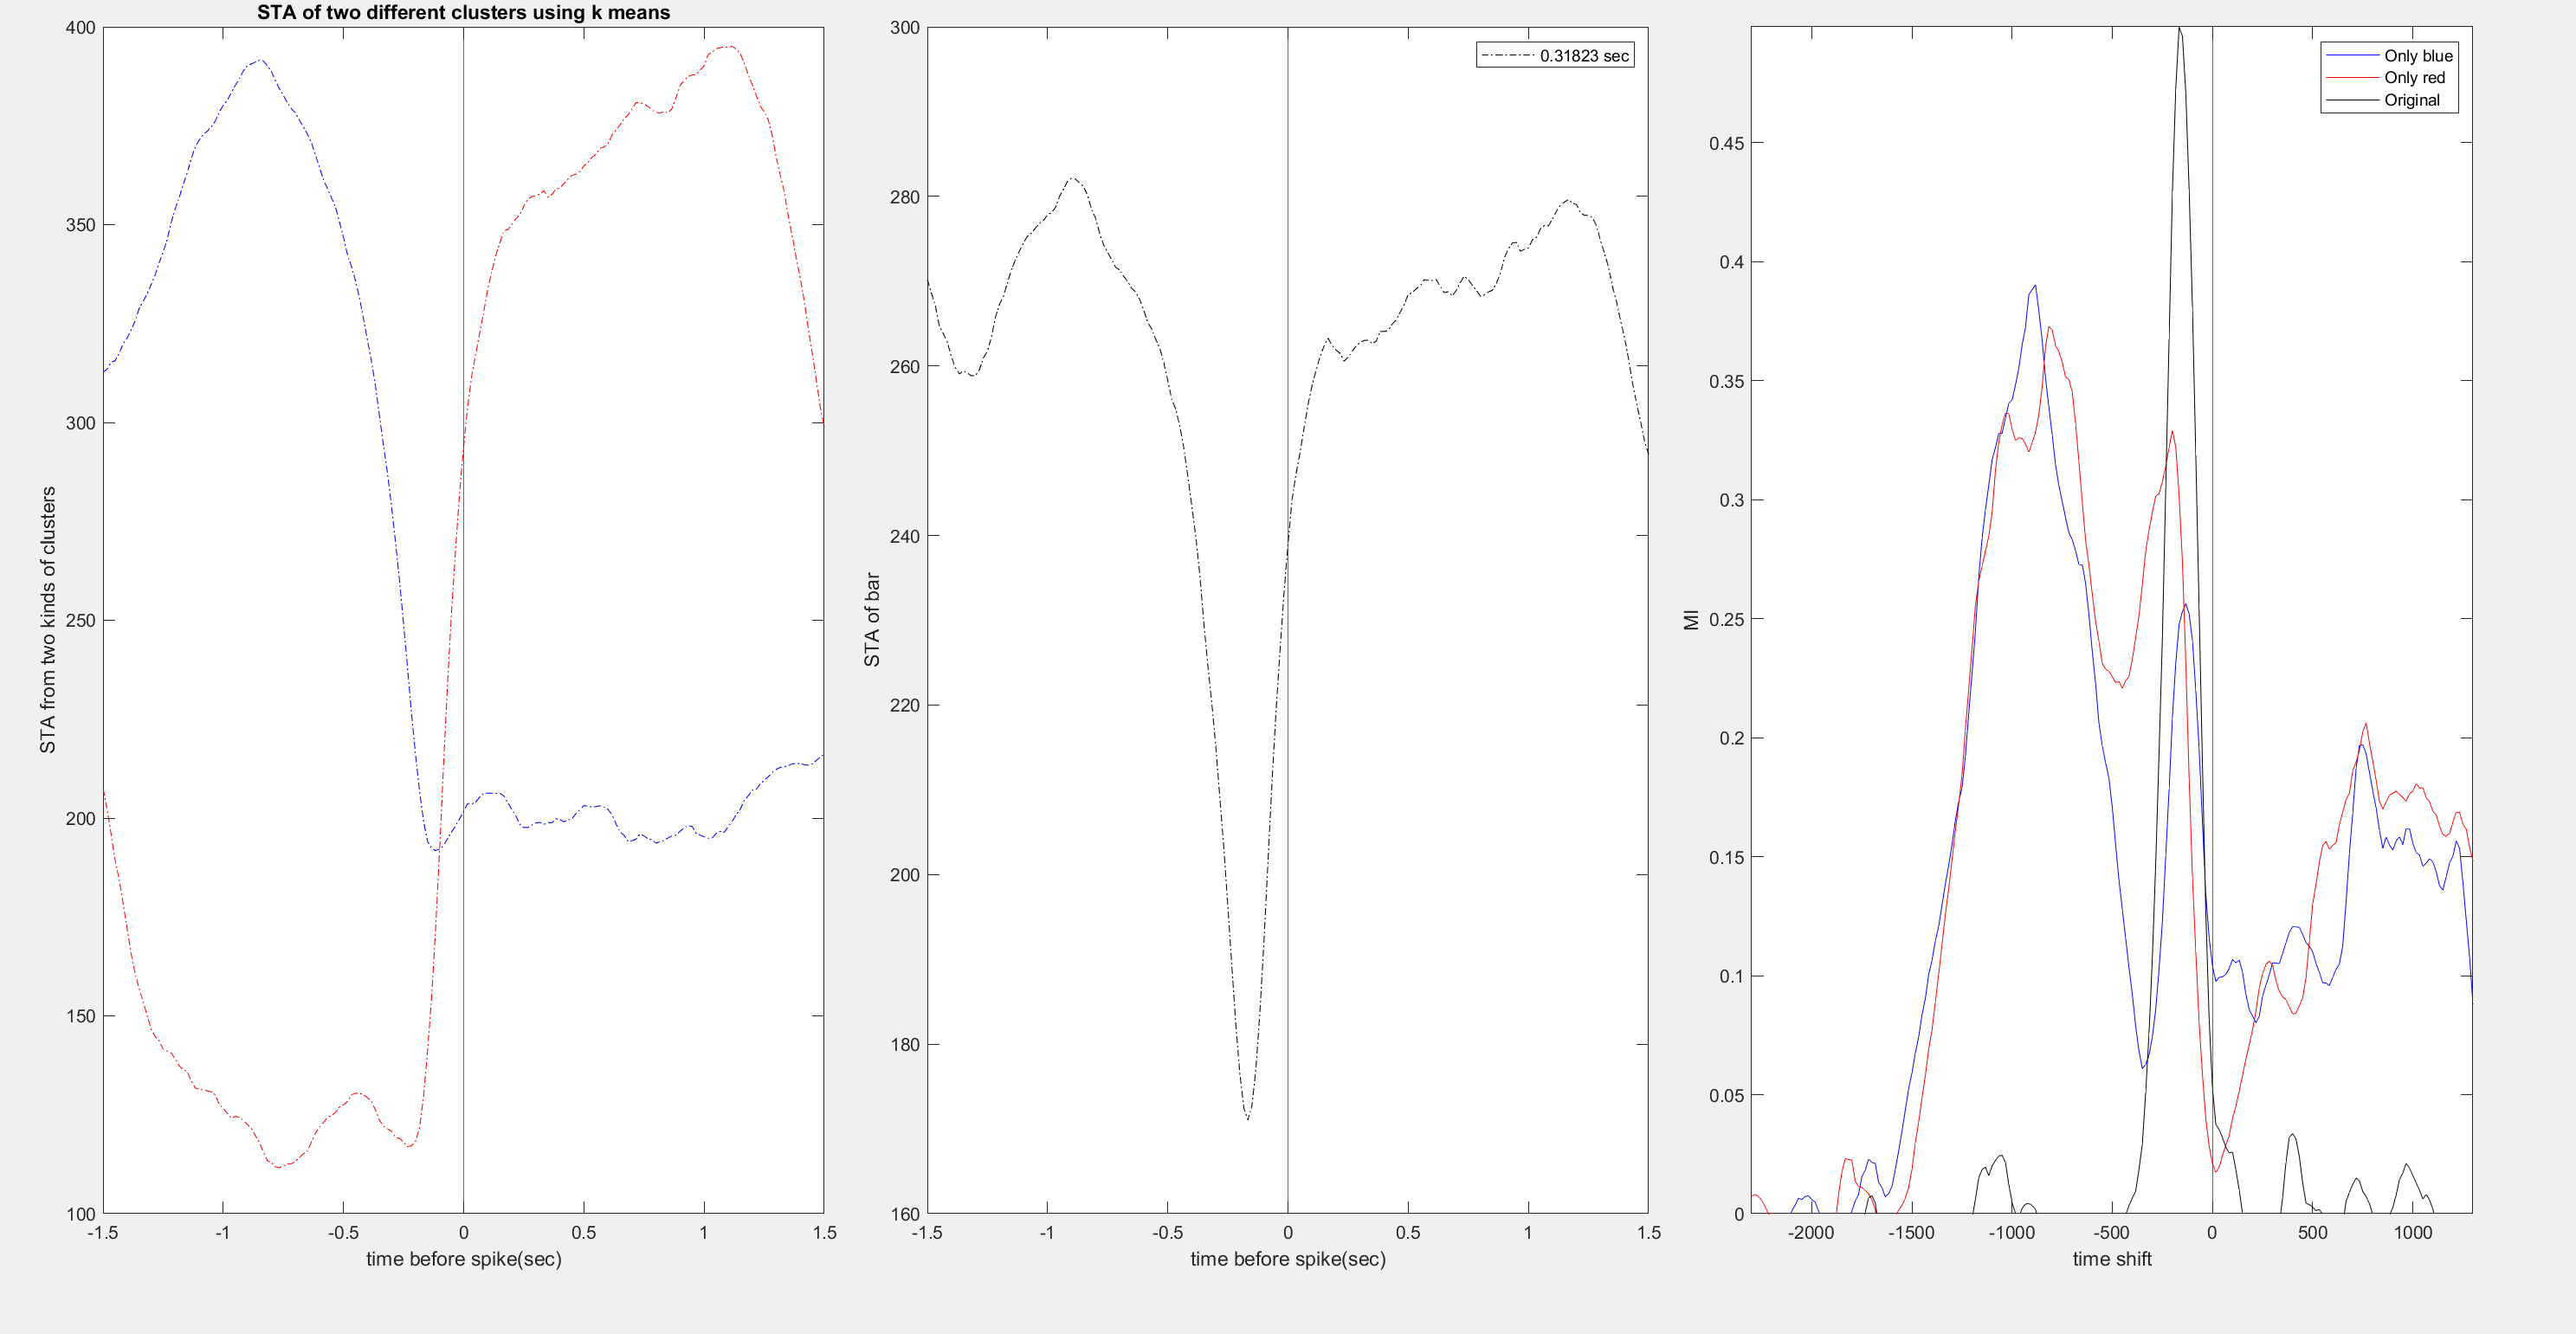 STA of two different clusters using k means
STA from two kinds of clusters
400
350
300
250
200
150
100
-1.5 -1 -0.5 0 0.5 1 1.5
time before spike(sec)
STA of bar
300
280
260
240
220
200
180
160
0.31823 sec
-1.5 -1 -0.5 0 0.5 1 1.5
time before spike(sec)
MI
0.45
0.4
0.35
0.3
0.25
0.2
0.15
0.1
0.05
0
Only blue
Only red
Original
-2000 -1500 -1000 -500 0 500 1000
time shift